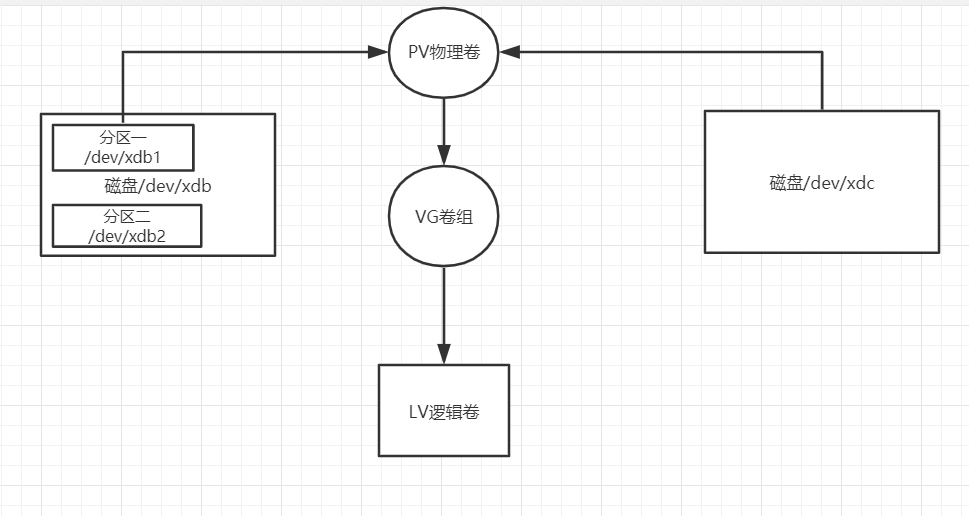 PV物理卷
分区一
/dev/xdb1
磁盘/dev/xdb
分区二
/dev/xdb2
磁盘/dev/xdc
VG卷组
LV逻辑卷